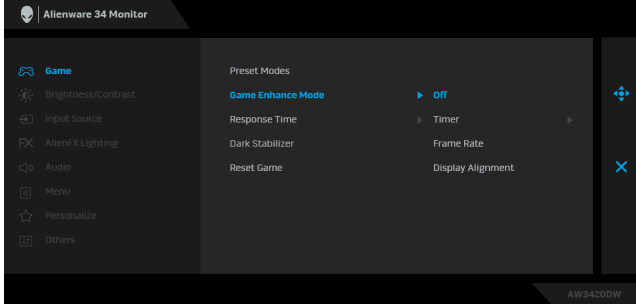 Alienware 34 Monitor
Game
Brightness/Contrast
Input Source
AlienFX Lighting
Audio
Menu
Personalize
Others
Preset Modes
Game Enhance Mode
Response Time
Dark Stabilizer
Reset Game
Off
Timer
Frame Rate
Display Alignment
AW3420DW